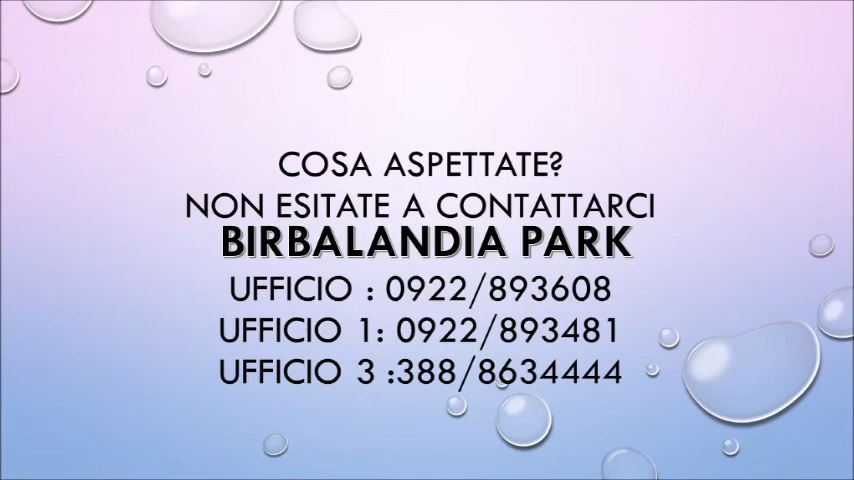 COSA ASPETTATE?
NON ESITATE A CONTATTARCI
BIRBALANDIA PARK
UFFICIO : 0922/893608
UFFICIO 1: 0922/893481
UFFICIO 3 :388/8634444